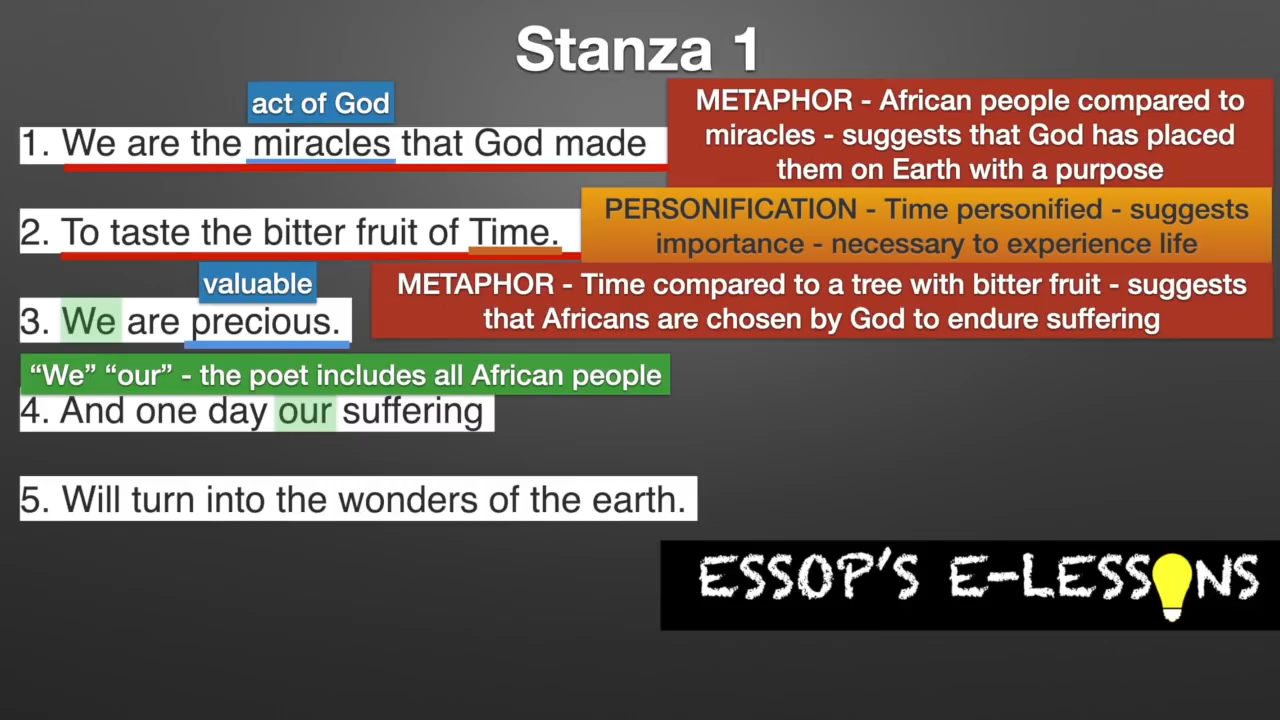 Stanza 1
act of God
1. We are the miracles that God made
METAPHOR - African people compared to
miracles - suggests that God has placed
them on Earth with a purpose
2. To taste the bitter fruit of Time.
PERSONIFICATION - Time personified - suggests
importance - necessary to experience life
valuable
METAPHOR - Time compared to a tree with bitter fruit - suggests
that Africans are chosen by God to endure suffering
3. We are precious.
“We” “our” - the poet includes all African people
4. And one day our suffering
5. Will turn into the wonders of the earth.
ESSOP'S E-LESSONS